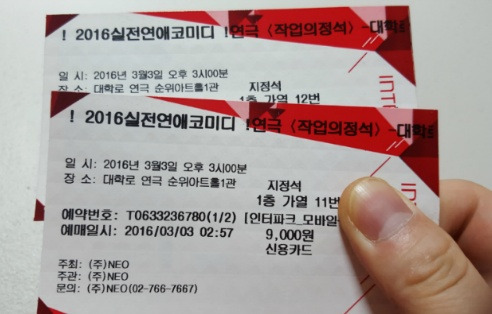 ! 2016실전연애코미디 !연극 <작업의정석> -대학로
일 시: 2016년 3월3일 오후 3시00분
장 소: 대학로 연극 순위아트홀1관
지정석
1층 가열 12번
! 2016실전연애코미디 !연극 <작업의정석> -대학로
일 시: 2016년 3월3일 오후 3시00분
장 소: 대학로 연극 순위아트홀1관
지정석
1층 가열 11번
예약번호: T0633236780(1/2) [인터파크_모바일
예매일시: 2016/03/03 02:57
9,000원
신용카드
주최: (주)NEO
주관: (주)NEO
문의: (주)NEO(02-766-7667)